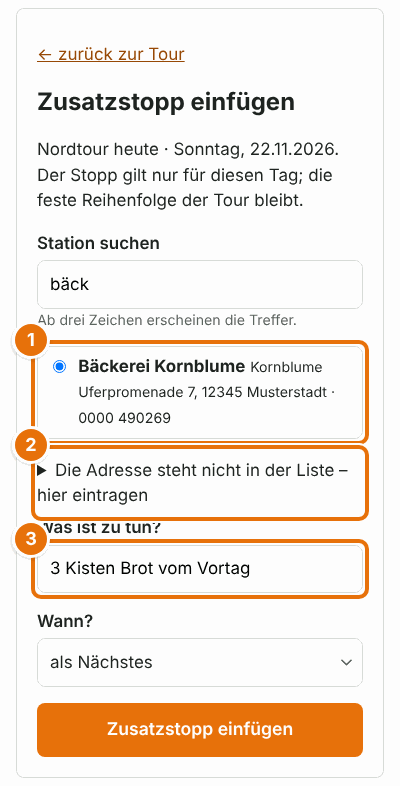 ← zurück zur Tour
Zusatzstopp einfügen
Nordtour heute · Sonntag, 22.11.2026.
Der Stopp gilt nur für diesen Tag; die
feste Reihenfolge der Tour bleibt.
Station suchen
bäck
Ab drei Zeichen erscheinen die Treffer.
1
Bäckerei Kornblume Kornblume
Uferpromenade 7, 12345 Musterstadt ·
0000 490269
2
Die Adresse steht nicht in der Liste –
hier eintragen
Was ist zu tun?
3
3 Kisten Brot vom Vortag
Wann?
als Nächstes
Zusatzstopp einfügen